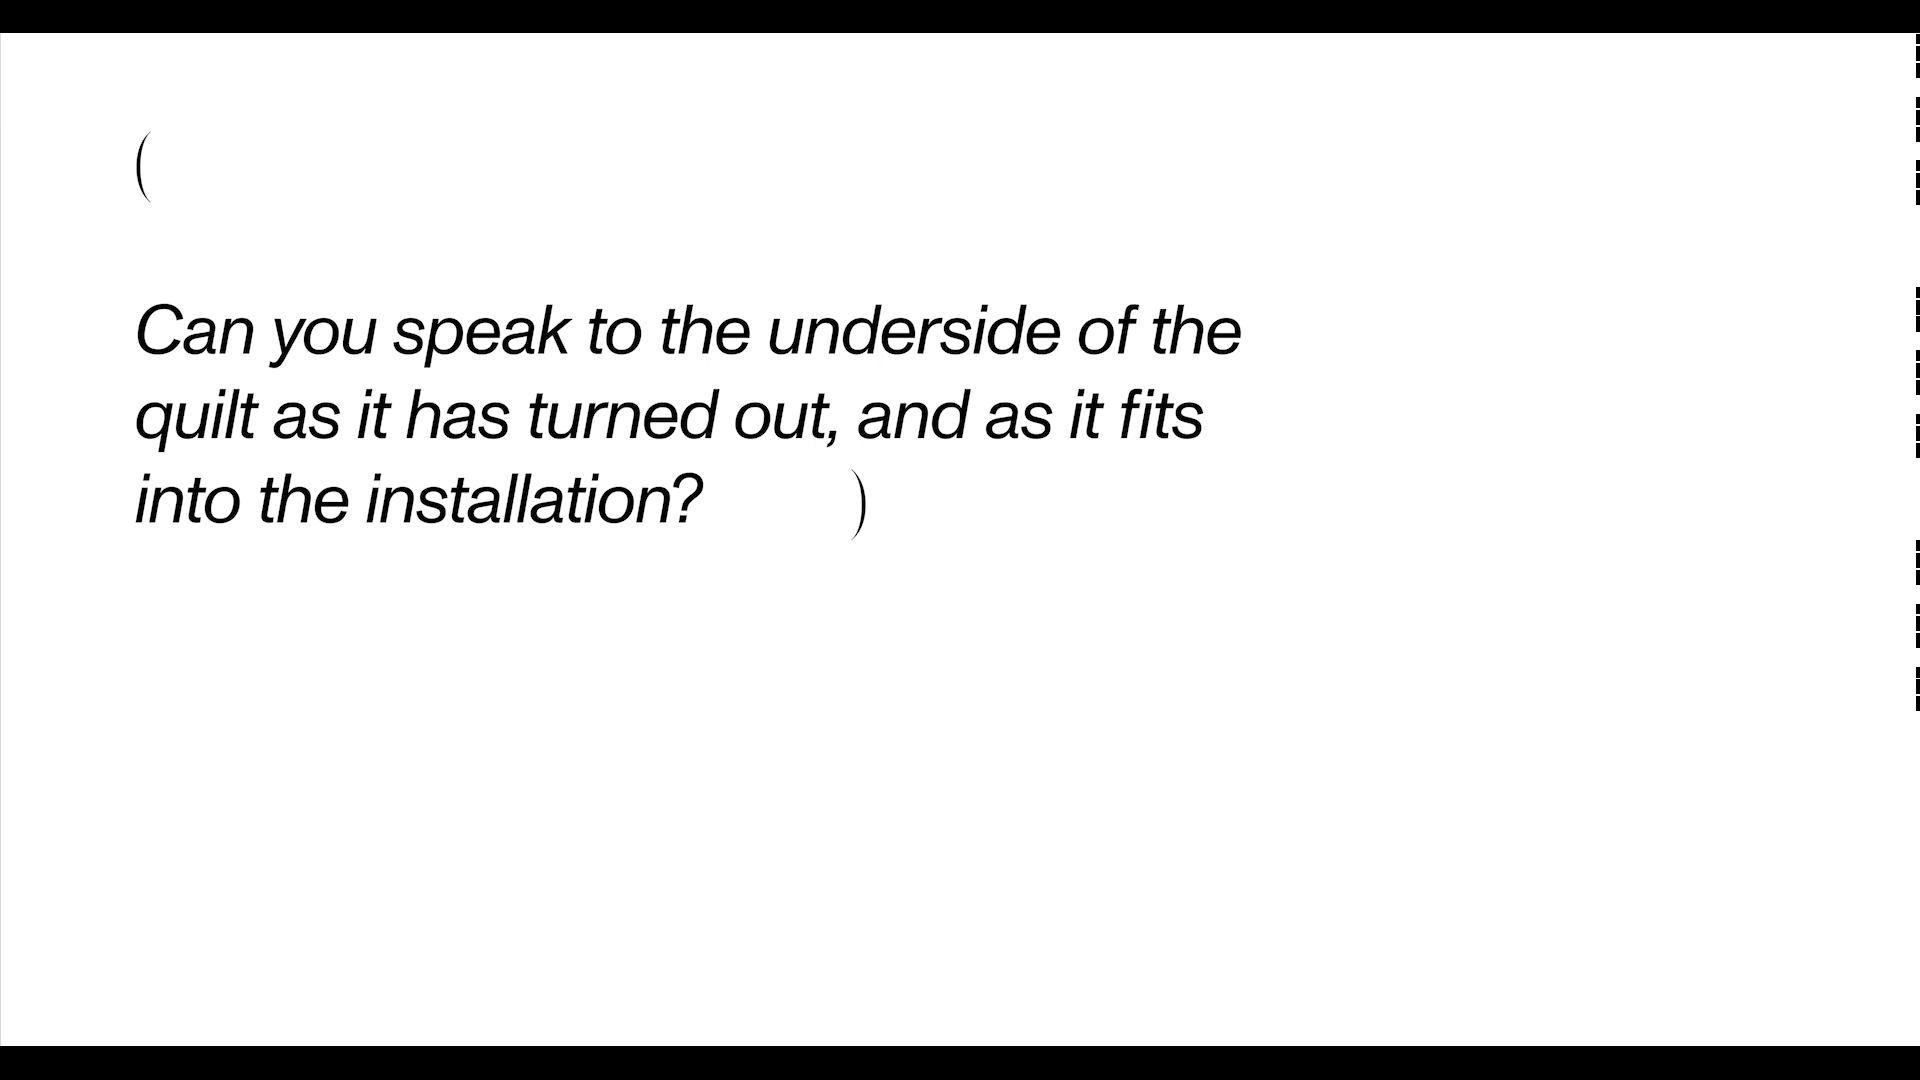 (
Can you speak to the underside of the
quilt as it has turned out, and as it fits
into the installation? )